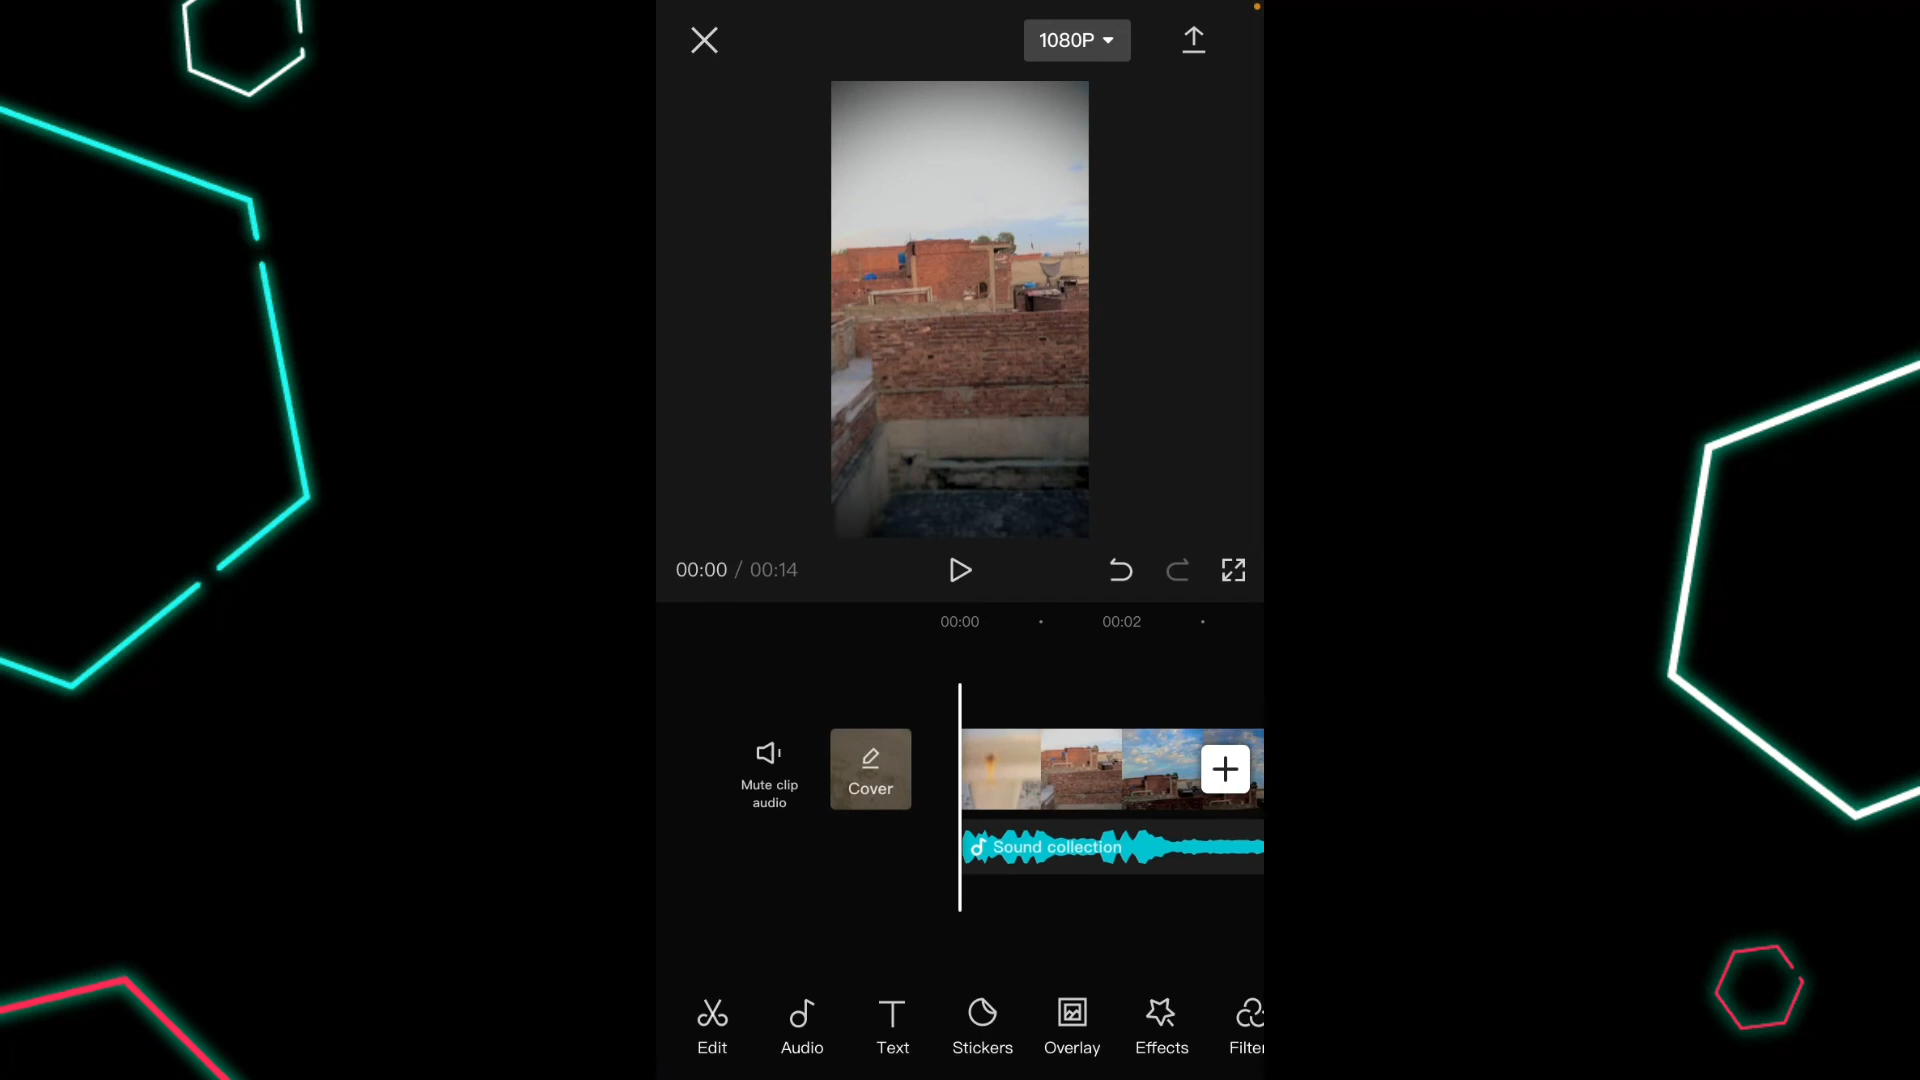 1080P
00:00 / 00:14
00:00 00:02
Mute clip
audio
Cover
Sound collection
Edit Audio Text Stickers Overlay Effects Filter